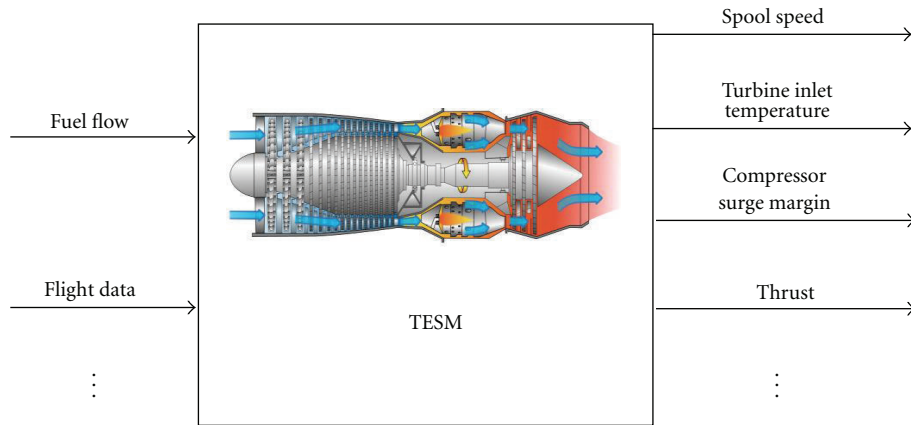 Fuel flow
Flight data
⋮
TESM
Spool speed
Turbine inlet
temperature
Compressor
surge margin
Thrust
⋮